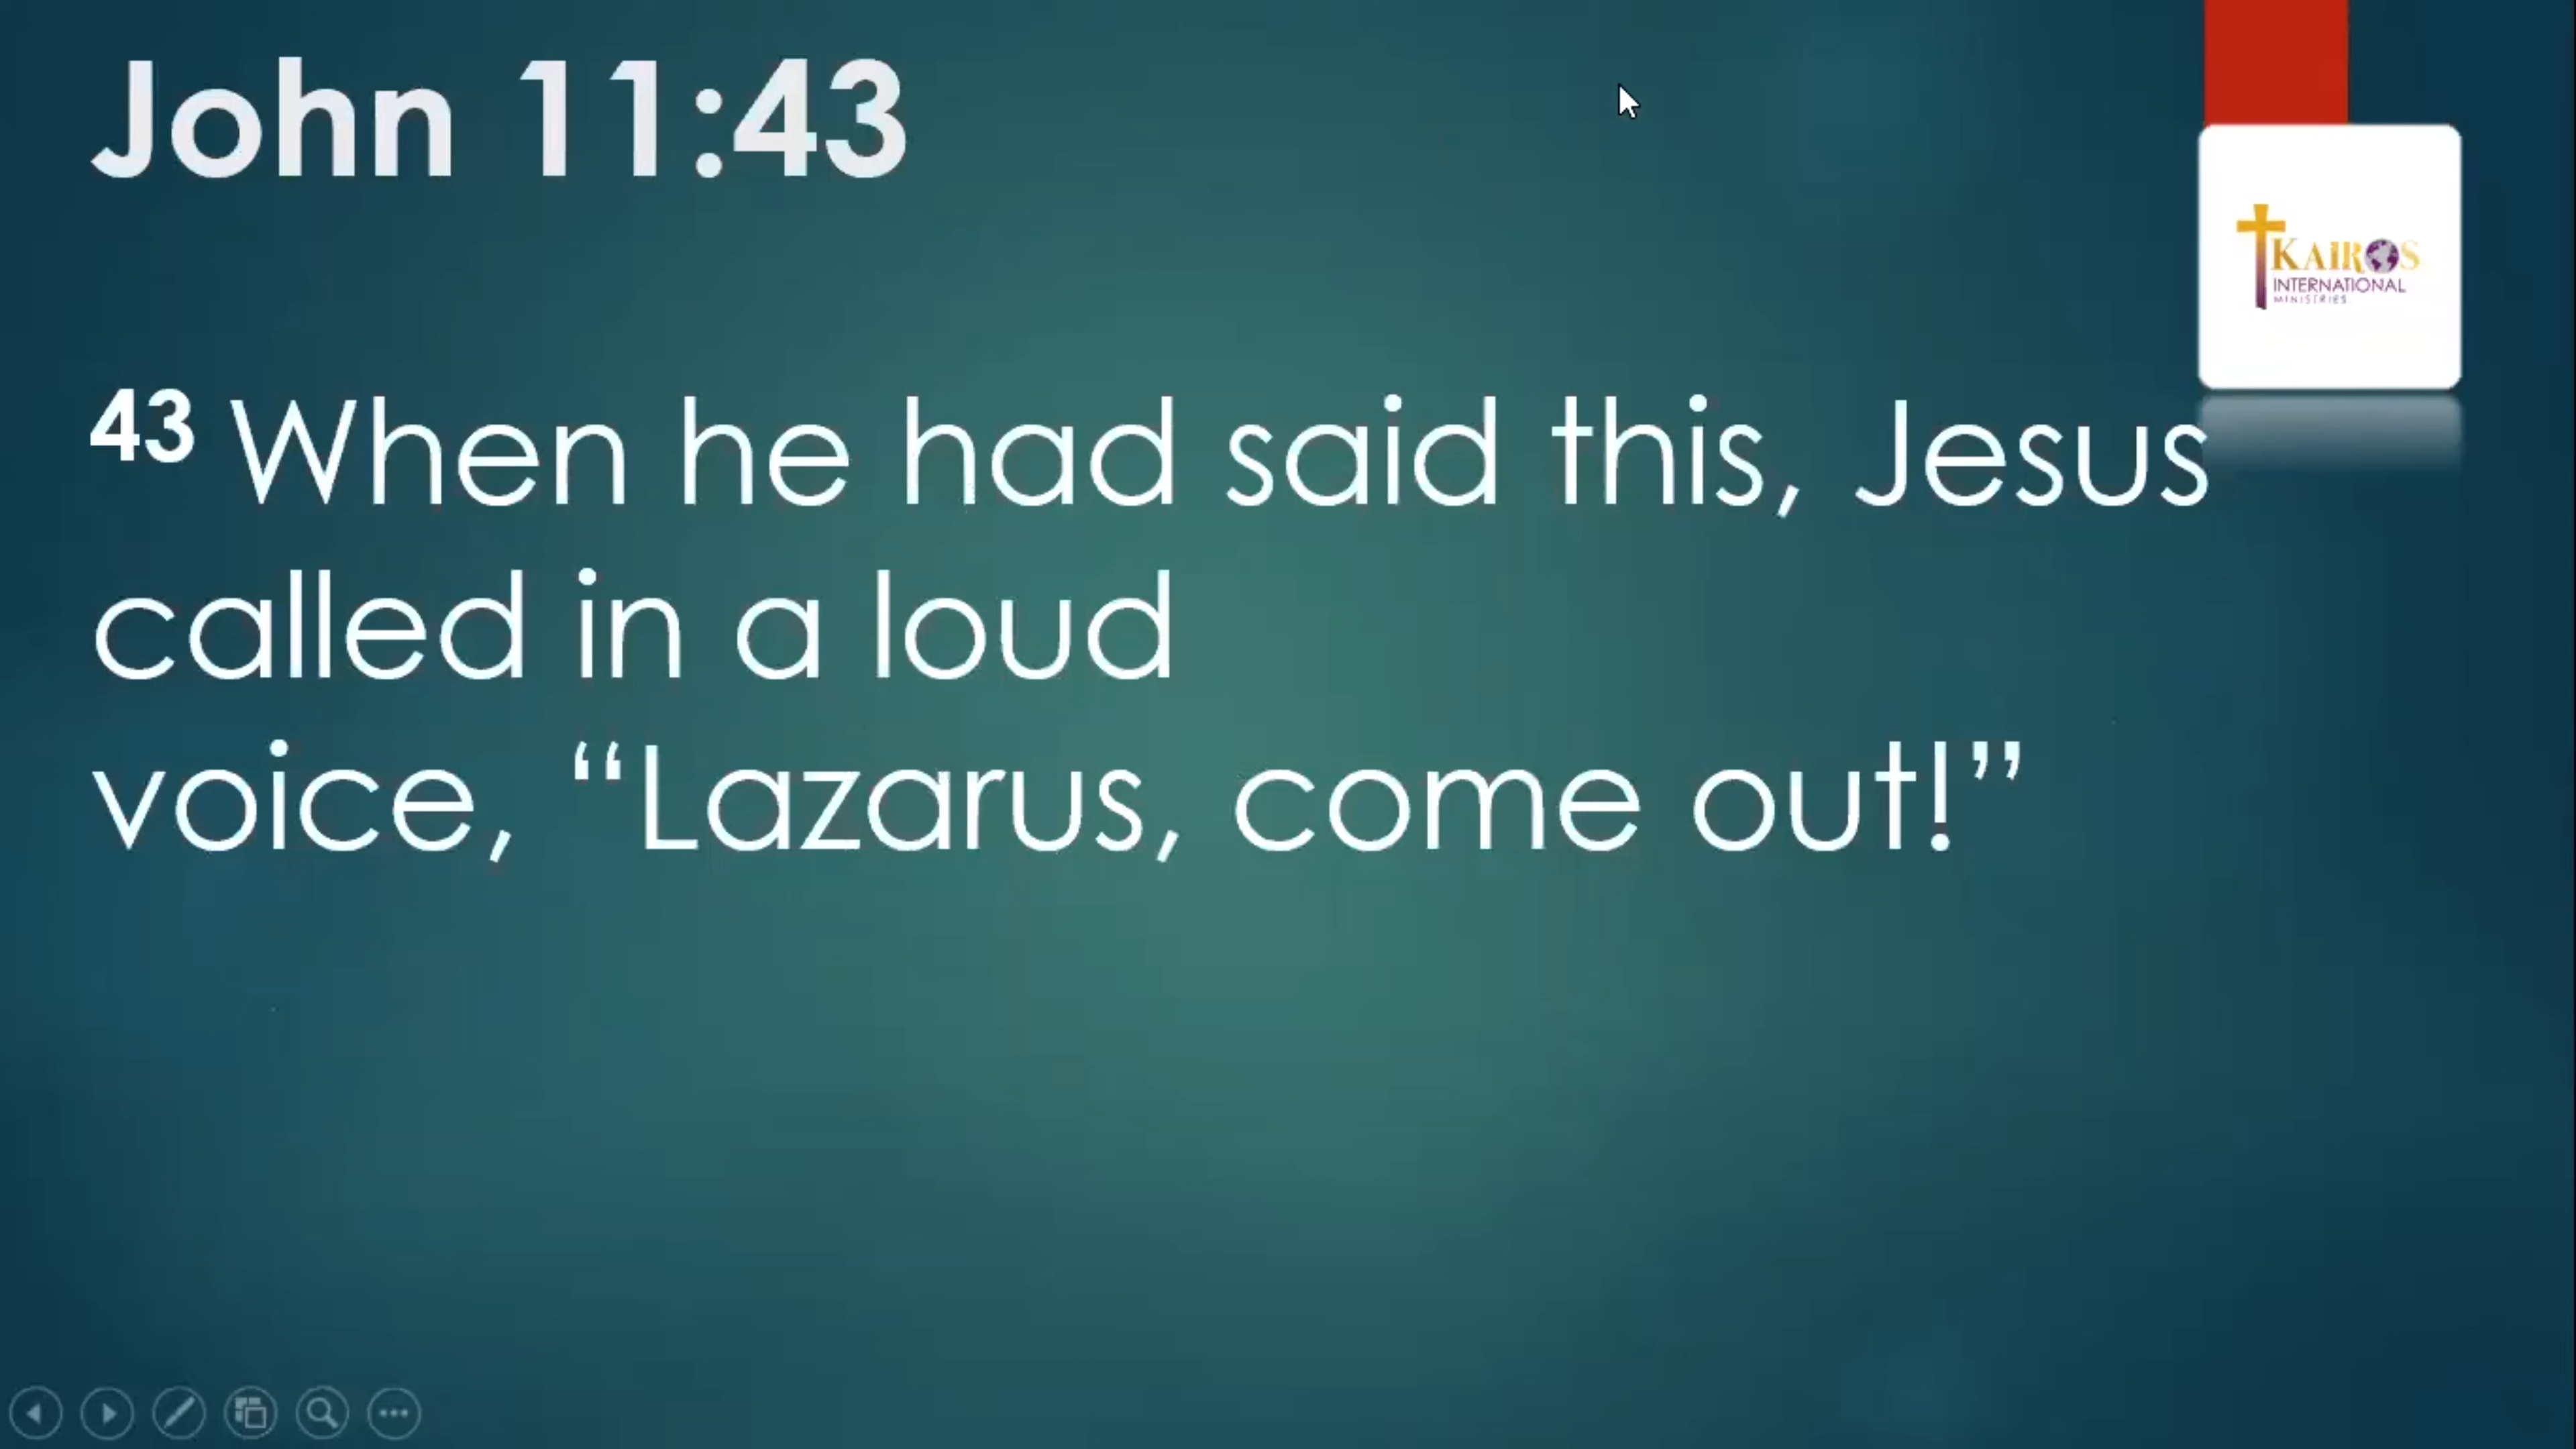 John 11:43
KAIROS
INTERNATIONAL
MINISTRIES
43 When he had said this, Jesus
called in a loud
voice, “Lazarus, come out!”